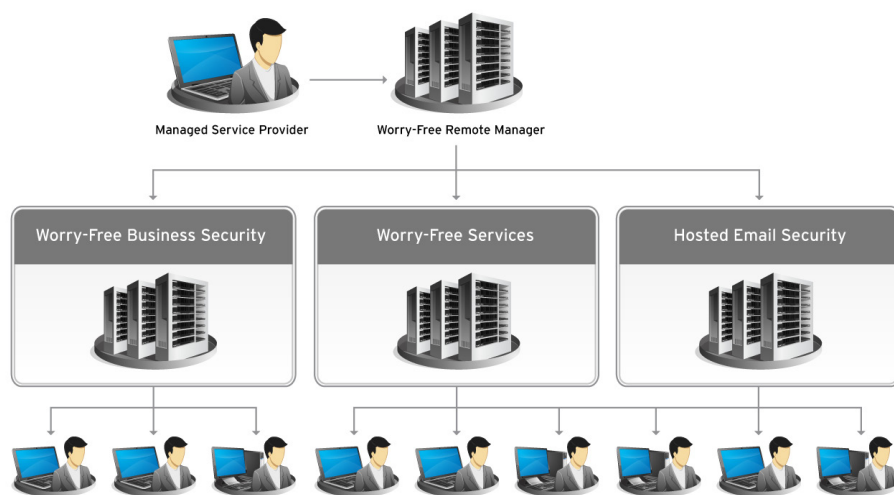 Managed Service Provider
Worry-Free Remote Manager
Worry-Free Business Security
Worry-Free Services
Hosted Email Security